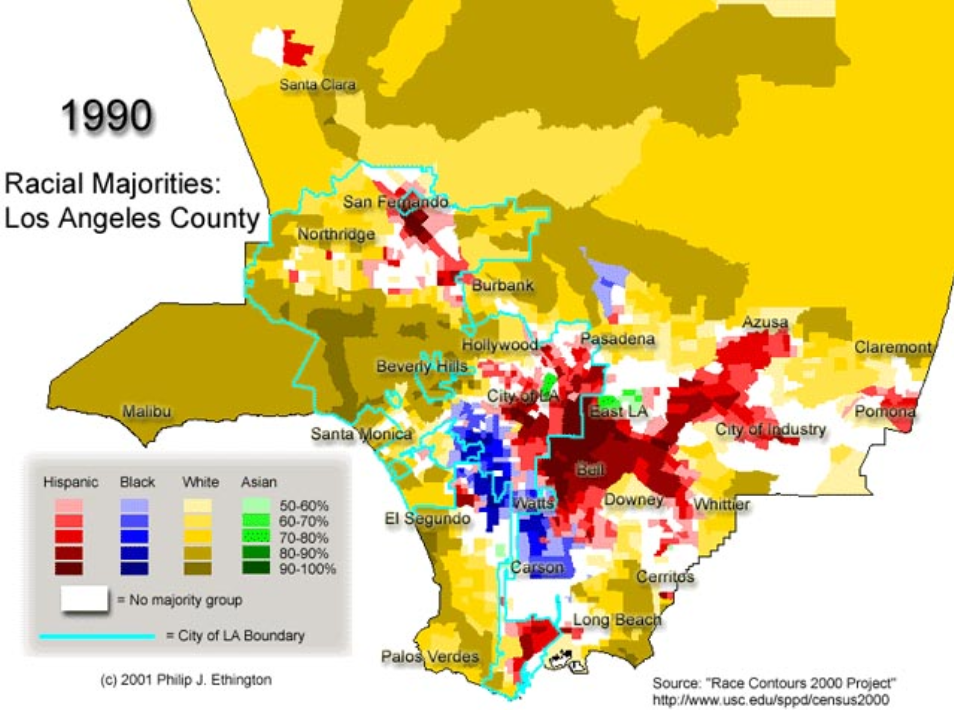 1990
Racial Majorities:
Los Angeles County
Santa Clara
San Fernando
Northridge
Burbank
Hollywood
Pasadena
Azusa
Claremont
Beverly Hills
City of LA
East LA
Pomona
City of Industry
Malibu
Santa Monica
Bell
Downey
Whittier
Watts
El Segundo
Carson
Cerritos
Long Beach
Palos Verdes
Hispanic Black White Asian
50-60%
60-70%
70-80%
80-90%
90-100%
= No majority group
= City of LA Boundary
(c) 2001 Philip J. Ethington
Source: "Race Contours 2000 Project"
http://www.usc.edu/sppd/census2000